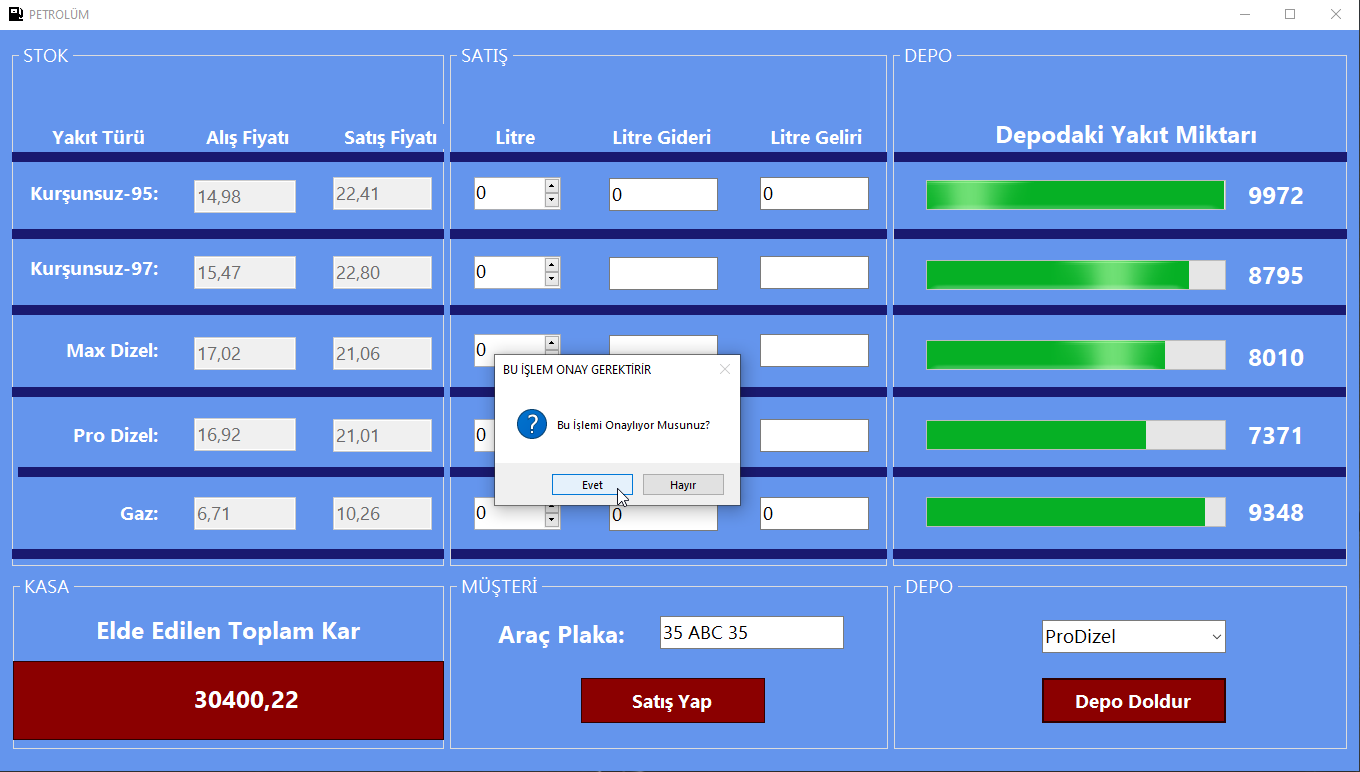 PETROLÜM
STOK
SATIŞ
DEPO
Yakıt Türü Alış Fiyatı Satış Fiyatı Litre Litre Gideri Litre Geliri Depodaki Yakıt Miktarı
Kurşunsuz-95: 14,98 22,41 0 0 0 9972
Kurşunsuz-97: 15,47 22,80 0 8795
Max Dizel: 17,02 21,06 0 8010
BU İŞLEM ONAY GEREKTİRİR
Bu İşlemi Onaylıyor Musunuz?
Evet Hayır
Pro Dizel: 16,92 21,01 0 7371
Gaz: 6,71 10,26 0 0 0 9348
KASA
MÜŞTERİ
DEPO
Elde Edilen Toplam Kar
30400,22
Araç Plaka: 35 ABC 35
Satış Yap
ProDizel
Depo Doldur